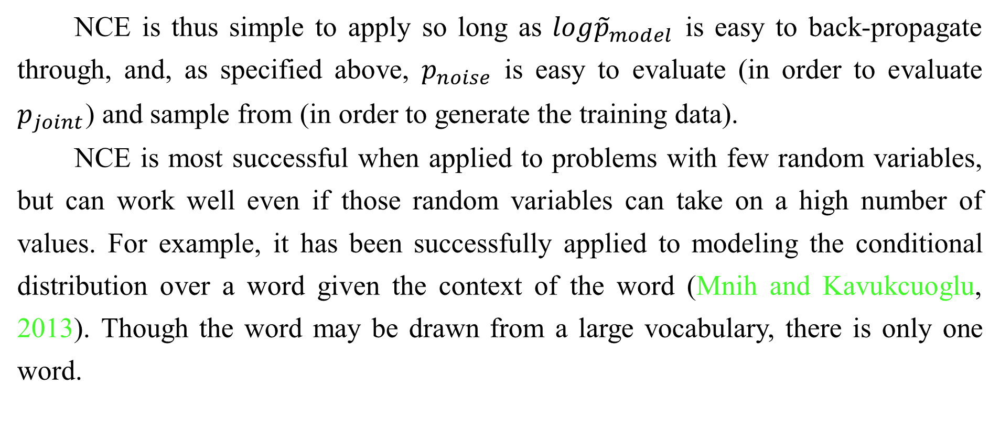 NCE is thus simple to apply so long as $log\tilde{p}_{model}$ is easy to back-propagate
through, and, as specified above, $p_{noise}$ is easy to evaluate (in order to evaluate
$p_{joint}$) and sample from (in order to generate the training data).
NCE is most successful when applied to problems with few random variables,
but can work well even if those random variables can take on a high number of
values. For example, it has been successfully applied to modeling the conditional
distribution over a word given the context of the word (Mnih and Kavukcuoglu,
2013). Though the word may be drawn from a large vocabulary, there is only one
word.